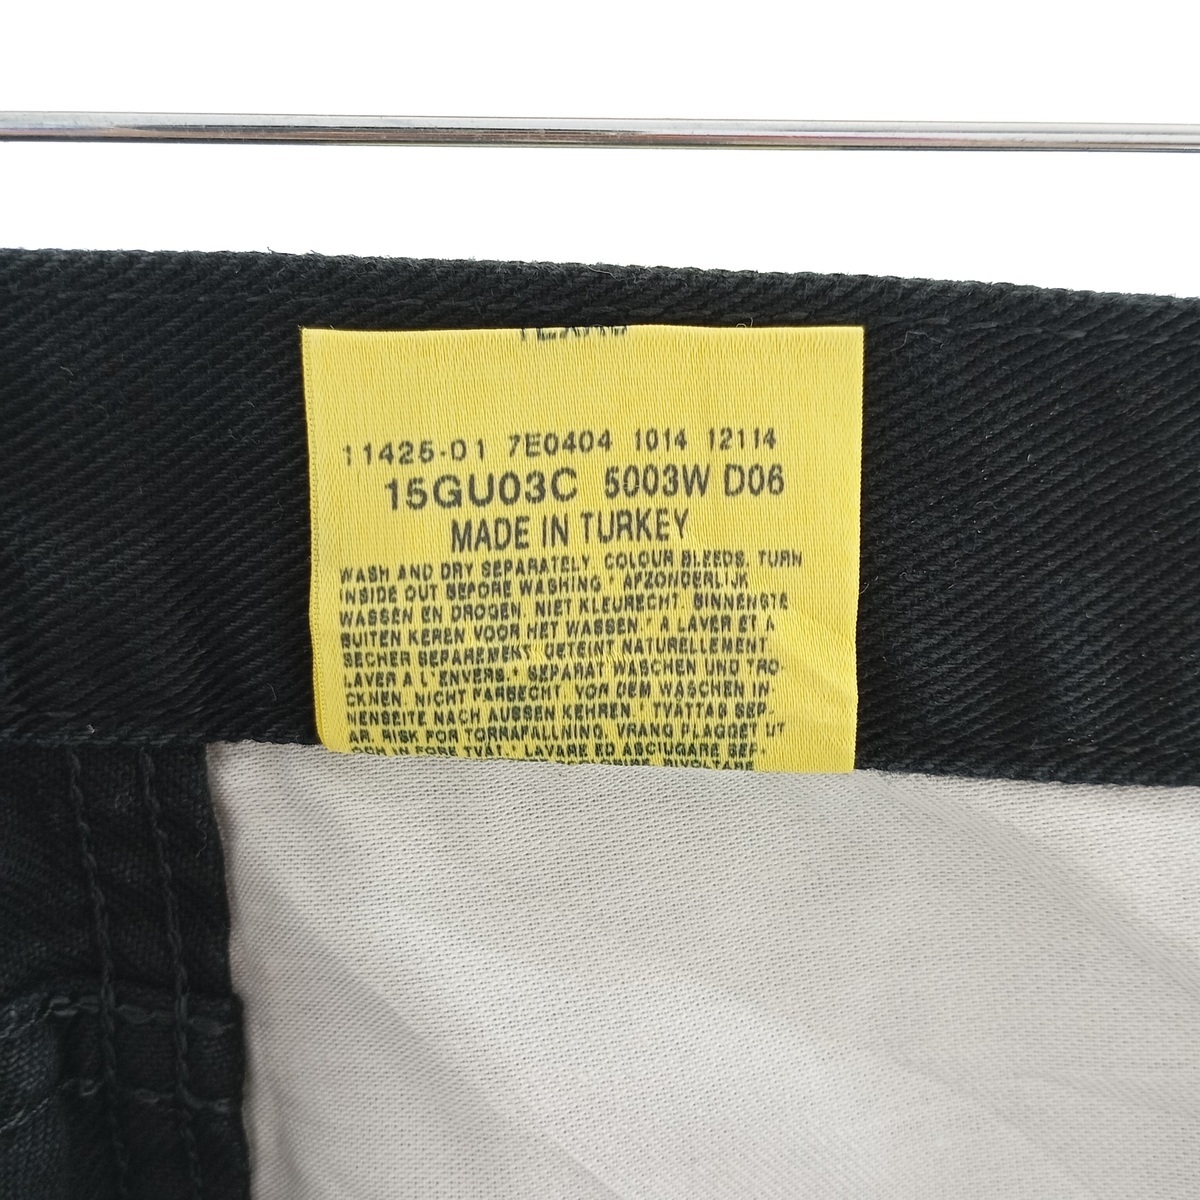 11425-01 7E0404 1014 12114
15GU03C 5003W D06
MADE IN TURKEY
WASH AND DRY SEPARATELY. COLOUR BLEEDS. TURN
INSIDE OUT BEFORE WASHING.* AFZONDERLIJK
WASSEN EN DROGEN. NIET KLEURECHT. BINNENSTE
BUITEN KEREN VOOR HET WASSEN.* A LAVER ET A
SECHER SEPAREMENT. DETEINT NATURELLEMENT.
LAVER A L'ENVERS.* SEPARAT WASCHEN UND TRO-
CKNEN. NICHT FARBECHT. VOR DEM WASCHEN IN
NENSEITE NACH AUSSEN KEHREN.* TVATTAS SEP-
AR. RISK FOR TORRAFALLNING. VRANG PLAGGET UT
OCH IN FORE TVAT.* LAVARE ED ASCIUGARE SEP-